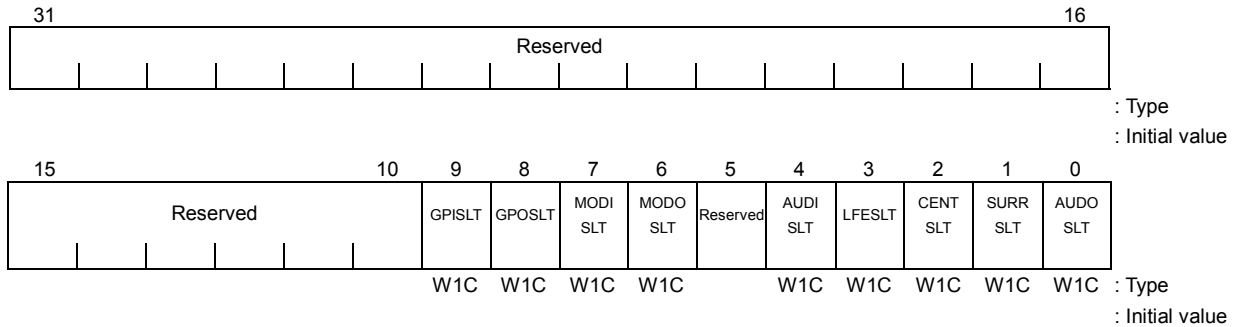 31 16
Reserved
: Type
: Initial value
15 10 9 8 7 6 5 4 3 2 1 0
Reserved GPISLT GPOSLT MODI SLT MODO SLT Reserved AUDI SLT LFESLT CENT SLT SURR SLT AUDO SLT
W1C W1C W1C W1C W1C W1C W1C W1C W1C : Type
: Initial value